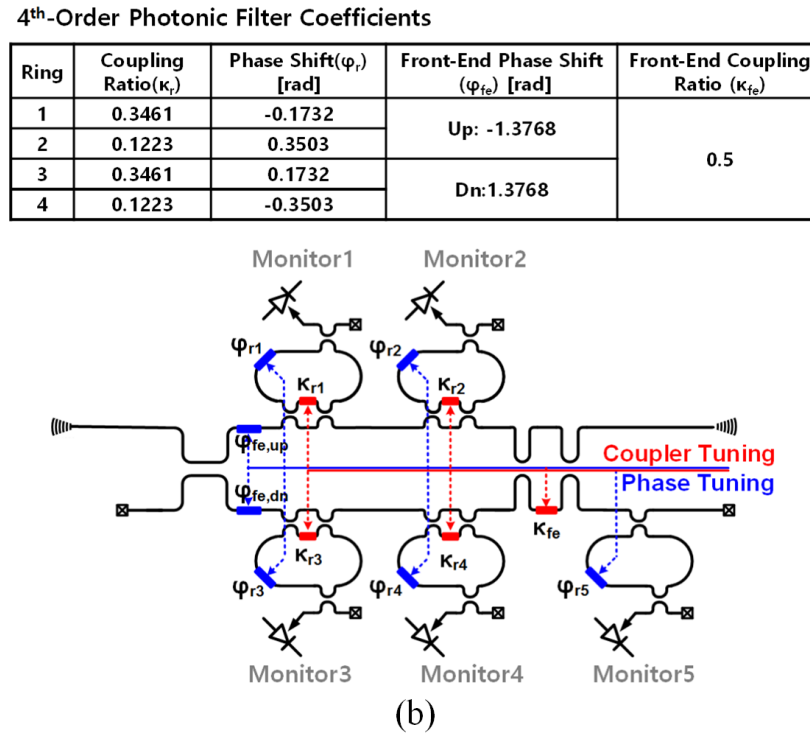 4th-Order Photonic Filter Coefficients
Ring
Coupling Ratio(κr)
Phase Shift(φr) [rad]
Front-End Phase Shift (φfe) [rad]
Front-End Coupling Ratio (κfe)
1
0.3461
-0.1732
Up: -1.3768
0.5
2
0.1223
0.3503
3
0.3461
0.1732
Dn:1.3768
4
0.1223
-0.3503
Monitor1
Monitor2
φr1
κr1
φr2
κr2
φfe,up
Coupler Tuning
Phase Tuning
φfe,dn
κfe
κr3
κr4
φr3
φr4
φr5
Monitor3
Monitor4
Monitor5
(b)